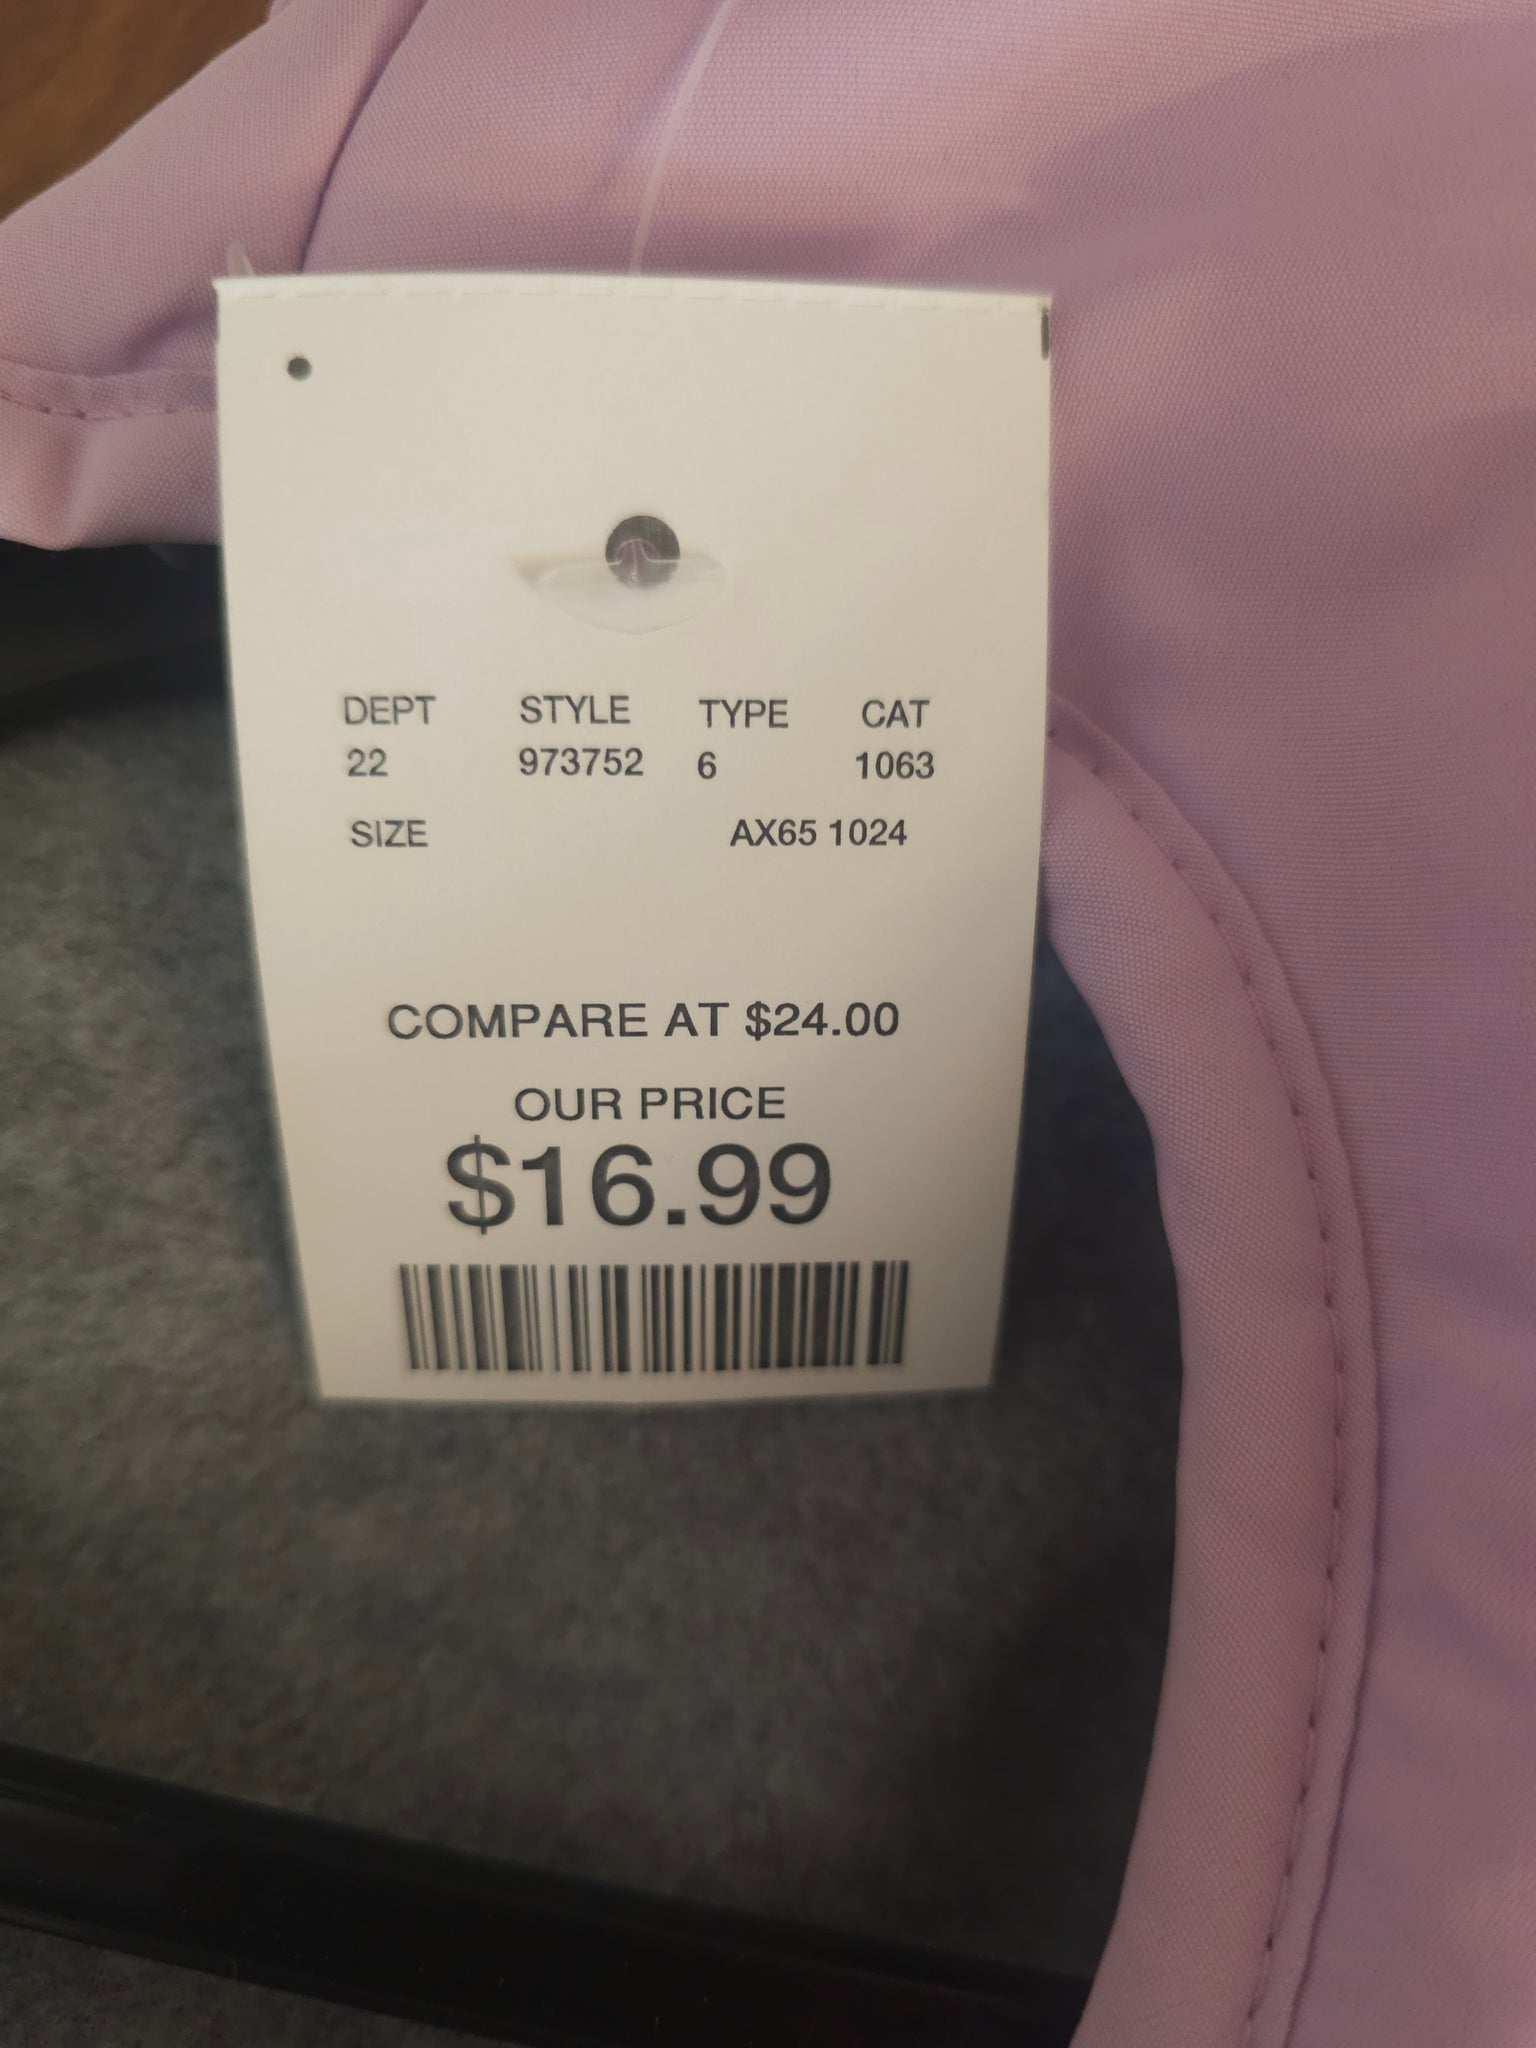 DEPT STYLE TYPE CAT
22 973752 6 1063
SIZE AX65 1024
COMPARE AT $24.00
OUR PRICE
$16.99